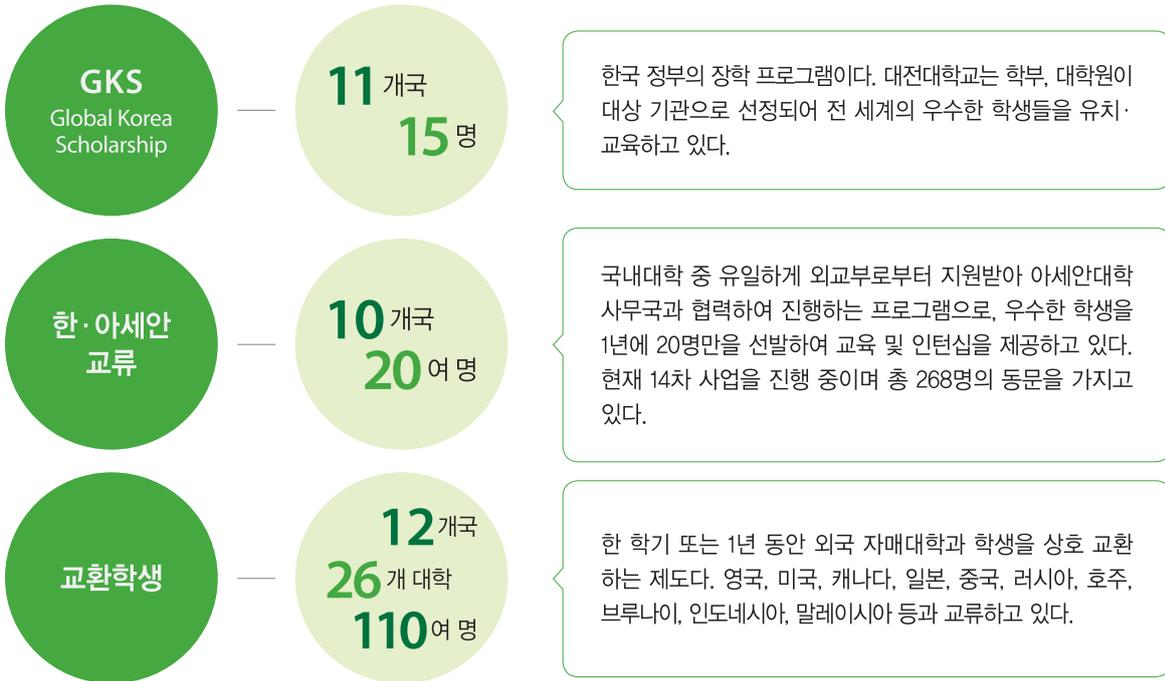 GKS
Global Korea
Scholarship
11 개국
15 명
한국 정부의 장학 프로그램이다. 대전대학교는 학부, 대학원이
대상 기관으로 선정되어 전 세계의 우수한 학생들을 유치·
교육하고 있다.
한·아세안
교류
10 개국
20 여 명
국내대학 중 유일하게 외교부로부터 지원받아 아세안대학
사무국과 협력하여 진행하는 프로그램으로, 우수한 학생을
1년에 20명만을 선발하여 교육 및 인턴십을 제공하고 있다.
현재 14차 사업을 진행 중이며 총 268명의 동문을 가지고
있다.
교환학생
12 개국
26 개 대학
110 여 명
한 학기 또는 1년 동안 외국 자매대학과 학생을 상호 교환
하는 제도다. 영국, 미국, 캐나다, 일본, 중국, 러시아, 호주,
브루나이, 인도네시아, 말레이시아 등과 교류하고 있다.